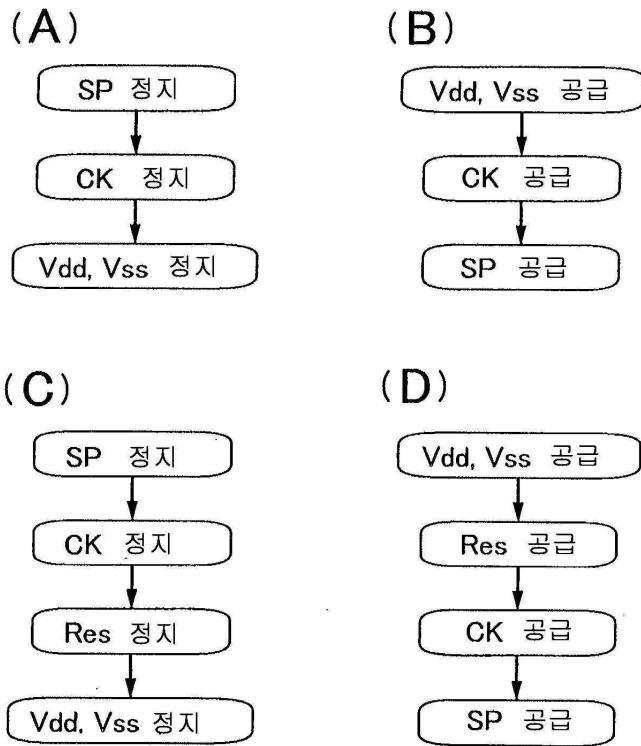 (A)
SP 정지
CK 정지
Vdd, Vss 정지
(B)
Vdd, Vss 공급
CK 공급
SP 공급
(C)
SP 정지
CK 정지
Res 정지
Vdd, Vss 정지
(D)
Vdd, Vss 공급
Res 공급
CK 공급
SP 공급